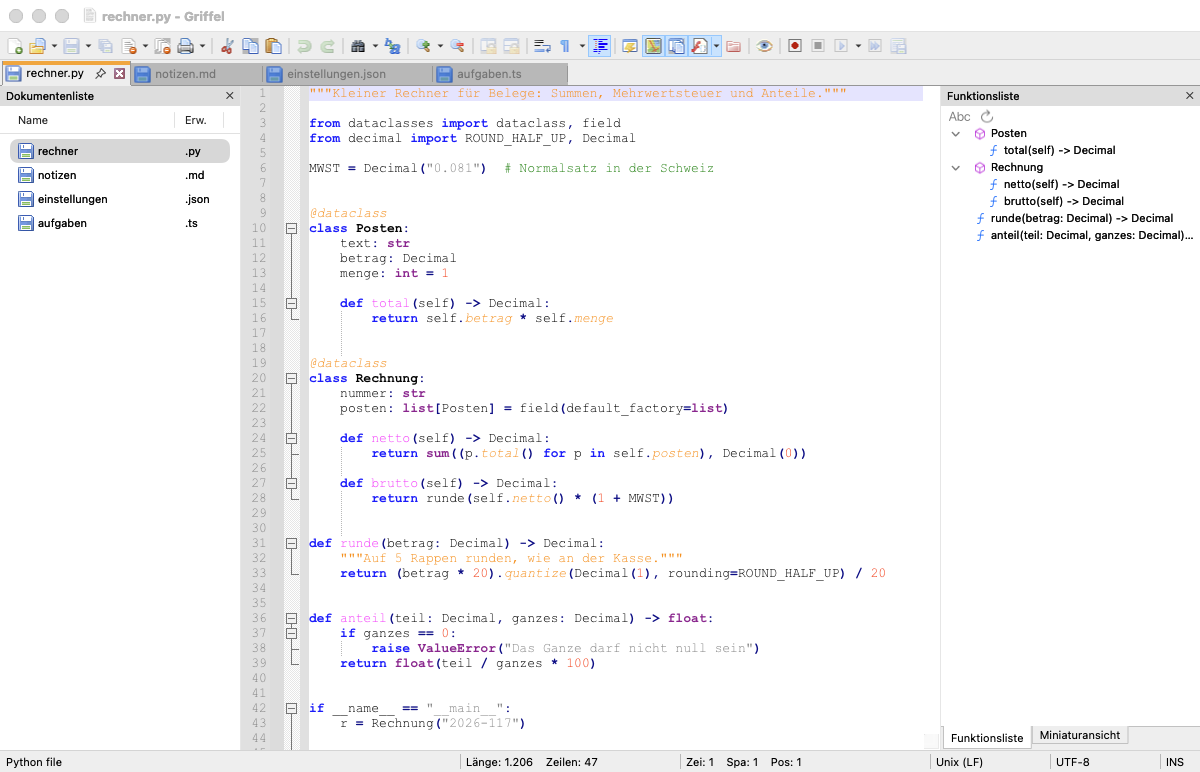 rechner.py - Griffel
rechner.py
notizen.md
einstellungen.json
aufgaben.ts
Dokumentenliste
Name Erw.
rechner .py
notizen .md
einstellungen .json
aufgaben .ts
1 """Kleiner Rechner für Belege: Summen, Mehrwertsteuer und Anteile."""
2
3 from dataclasses import dataclass, field
4 from decimal import ROUND_HALF_UP, Decimal
5
6 MWST = Decimal("0.081")  # Normalsatz in der Schweiz
7
8
9 @dataclass
10 class Posten:
11     text: str
12     betrag: Decimal
13     menge: int = 1
14
15     def total(self) -> Decimal:
16         return self.betrag * self.menge
17
18
19 @dataclass
20 class Rechnung:
21     nummer: str
22     posten: list[Posten] = field(default_factory=list)
23
24     def netto(self) -> Decimal:
25         return sum((p.total() for p in self.posten), Decimal(0))
26
27     def brutto(self) -> Decimal:
28         return runde(self.netto() * (1 + MWST))
29
30
31 def runde(betrag: Decimal) -> Decimal:
32     """Auf 5 Rappen runden, wie an der Kasse."""
33     return (betrag * 20).quantize(Decimal(1), rounding=ROUND_HALF_UP) / 20
34
35
36 def anteil(teil: Decimal, ganzes: Decimal) -> float:
37     if ganzes == 0:
38         raise ValueError("Das Ganze darf nicht null sein")
39     return float(teil / ganzes * 100)
40
41
42 if __name__ == "__main__":
43     r = Rechnung("2026-117")
44
Funktionsliste
Abc
Posten
total(self) -> Decimal
Rechnung
netto(self) -> Decimal
brutto(self) -> Decimal
runde(betrag: Decimal) -> Decimal
anteil(teil: Decimal, ganzes: Decimal)...
Funktionsliste
Miniaturansicht
Python file
Länge: 1.206 Zeilen: 47
Zei: 1 Spa: 1 Pos: 1
Unix (LF)
UTF-8
INS